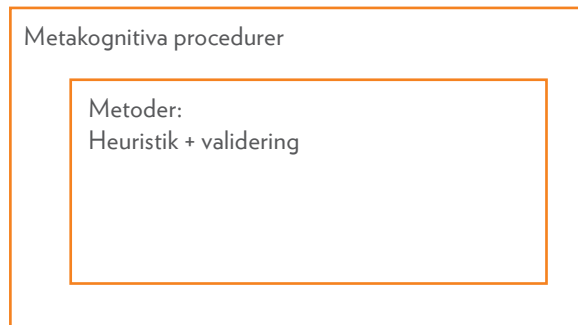 Metakognitiva procedurer
Metoder:
Heuristik + validering